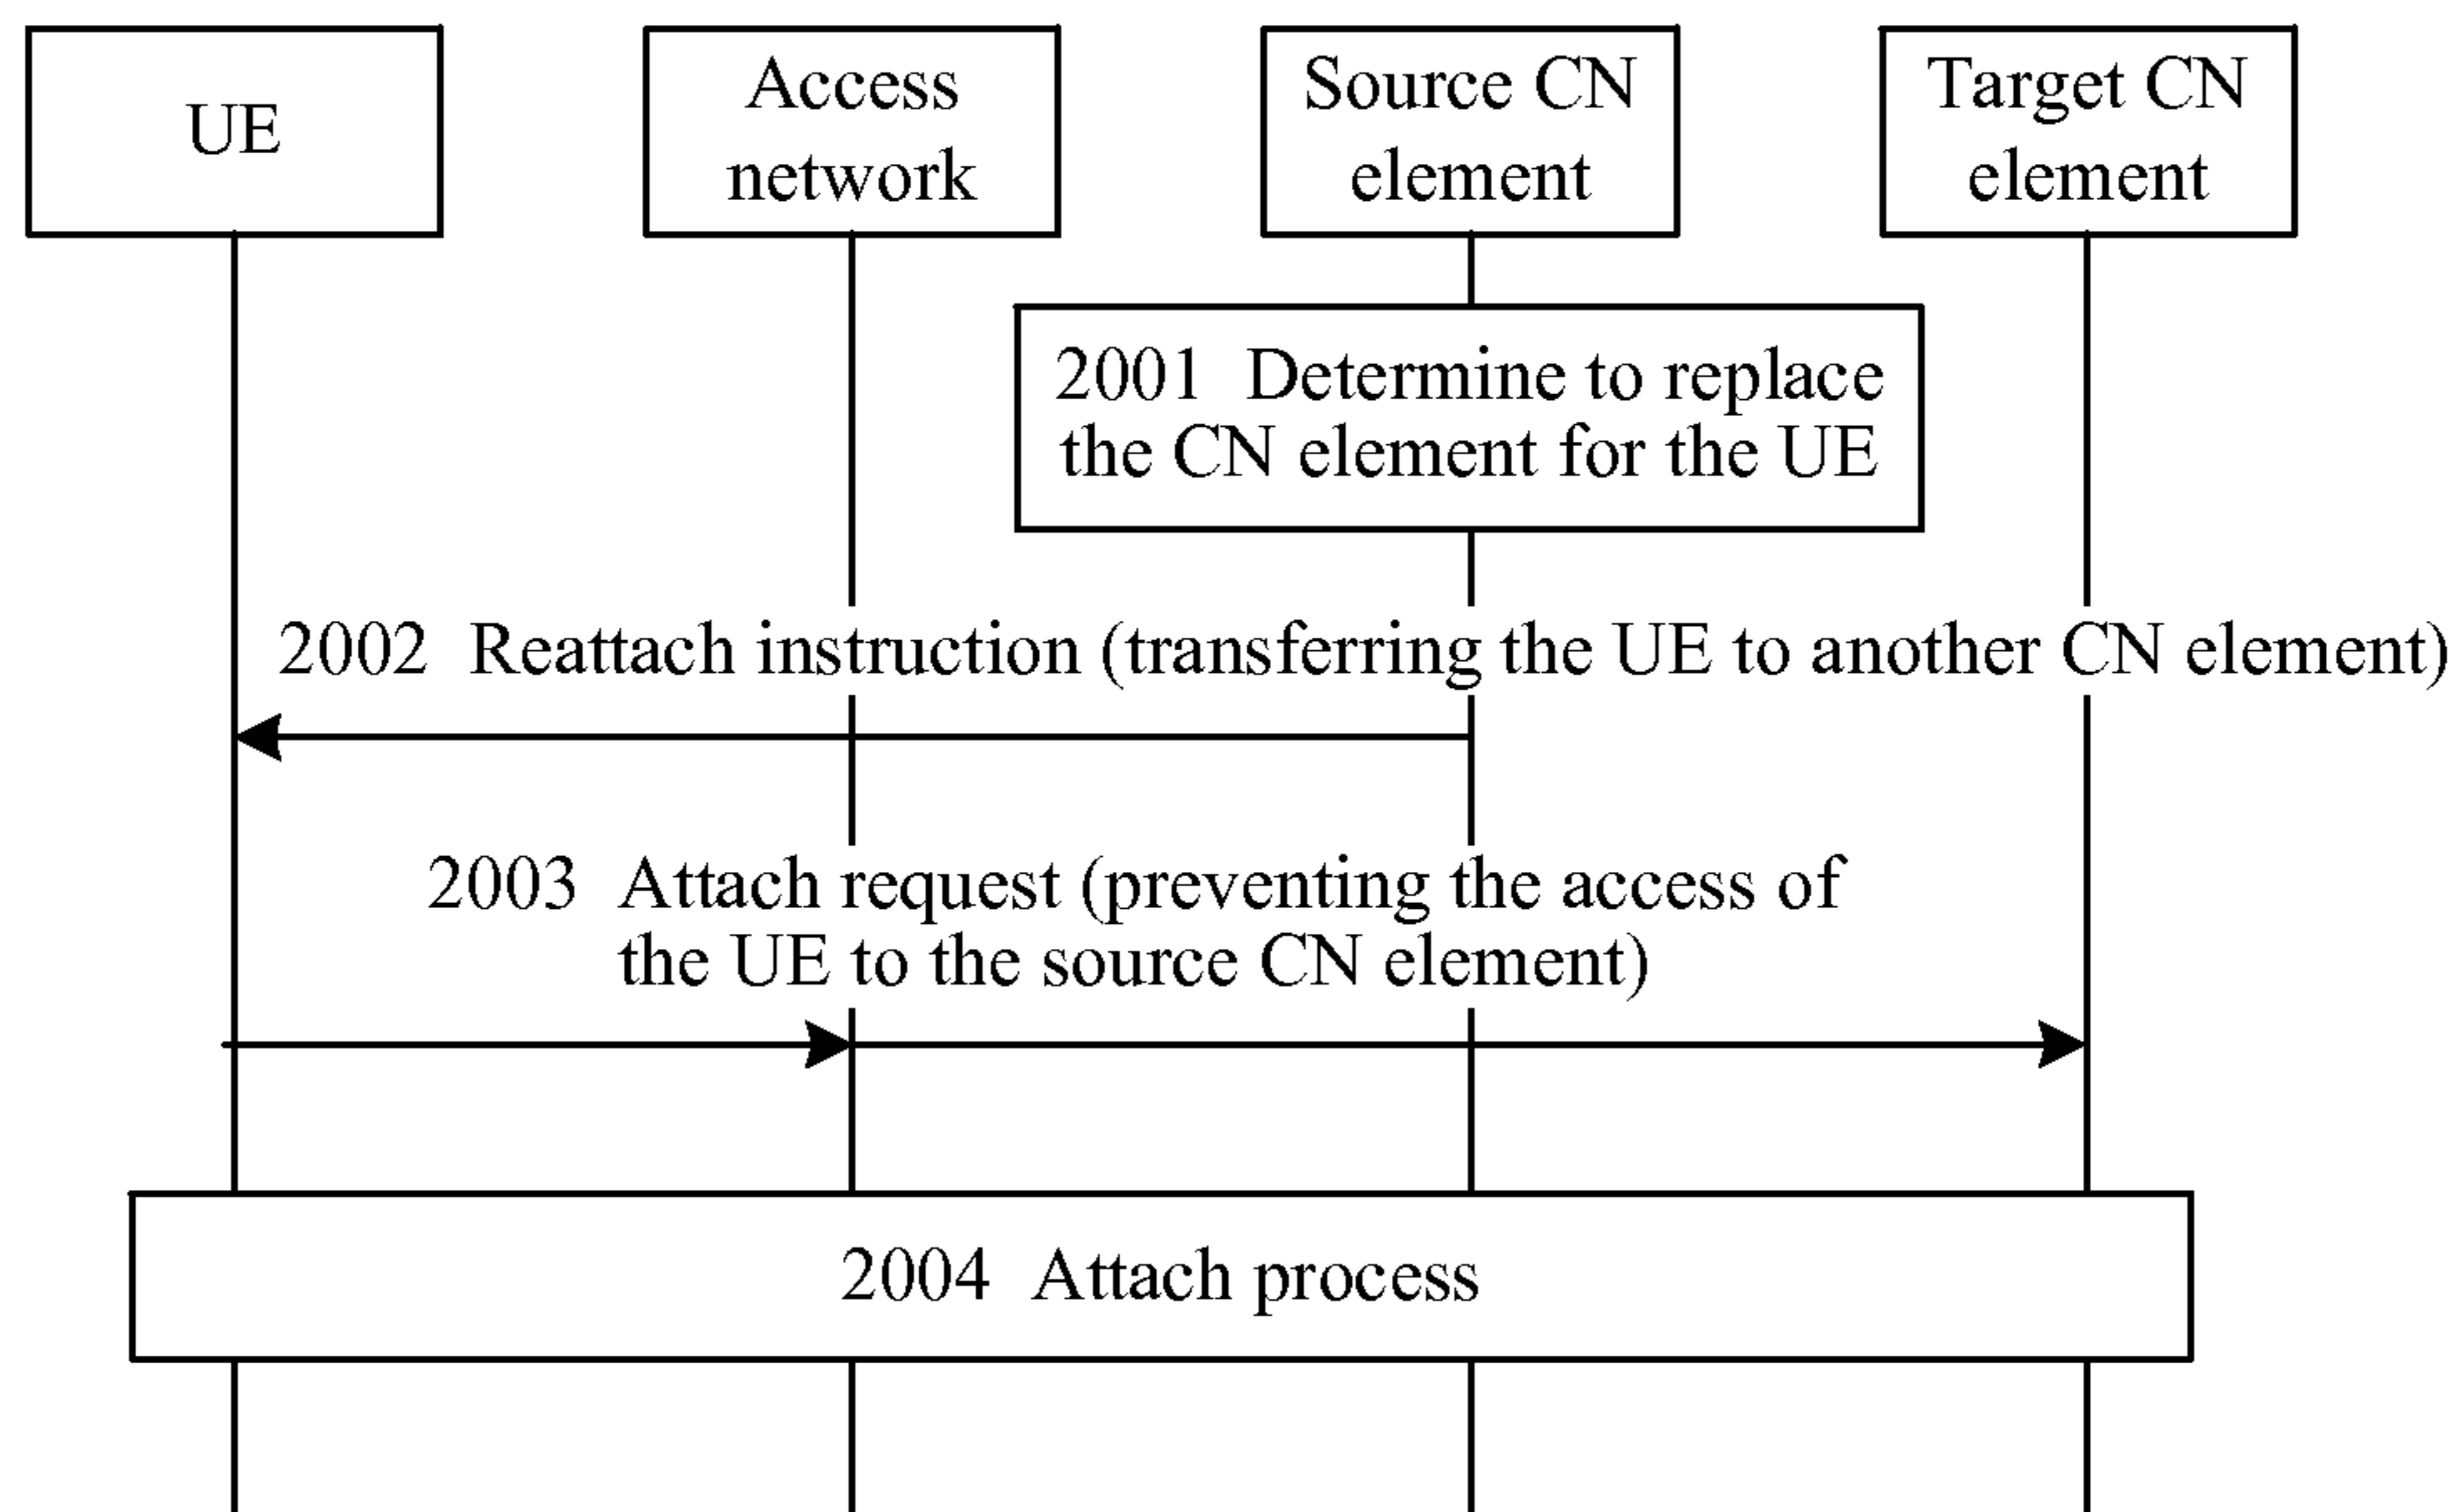 UE
Access
network
Source CN
element
Target CN
element
2001 Determine to replace
the CN element for the UE
2002 Reattach instruction (transferring the UE to another CN element)
2003 Attach request (preventing the access of
the UE to the source CN element)
2004 Attach process